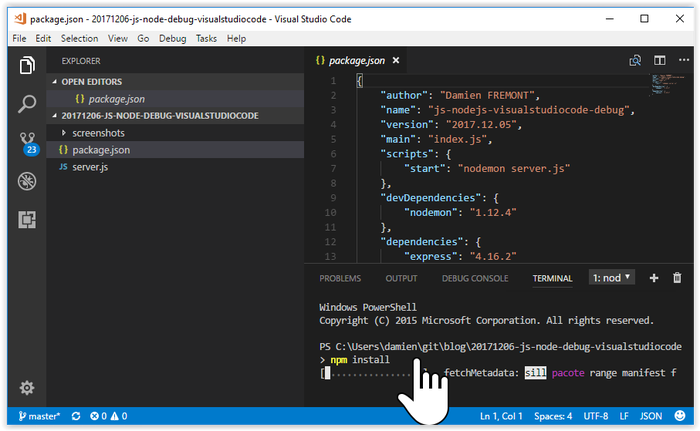 package.json - 20171206-js-node-debug-visualstudiocode - Visual Studio Code
File Edit Selection View Go Debug Tasks Help
EXPLORER
OPEN EDITORS
{} package.json
20171206-JS-NODE-DEBUG-VISUALSTUDIOCODE
screenshots
{} package.json
JS server.js
23
{} package.json
1 {
2 "author": "Damien FREMONT",
3 "name": "js-nodejs-visualstudiocode-debug",
4 "version": "2017.12.05",
5 "main": "index.js",
6 "scripts": {
7 "start": "nodemon server.js"
8 },
9 "devDependencies": {
10 "nodemon": "1.12.4"
11 },
12 "dependencies": {
13 "express": "4.16.2"
PROBLEMS OUTPUT DEBUG CONSOLE TERMINAL 1: nod
Windows PowerShell
Copyright (C) 2015 Microsoft Corporation. All rights reserved.
PS C:\Users\damien\git\blog\20171206-js-node-debug-visualstudiocode
> npm install
fetchMetadata: sill pacote range manifest f
master* 0 0 Ln 1, Col 1 Spaces: 4 UTF-8 LF JSON